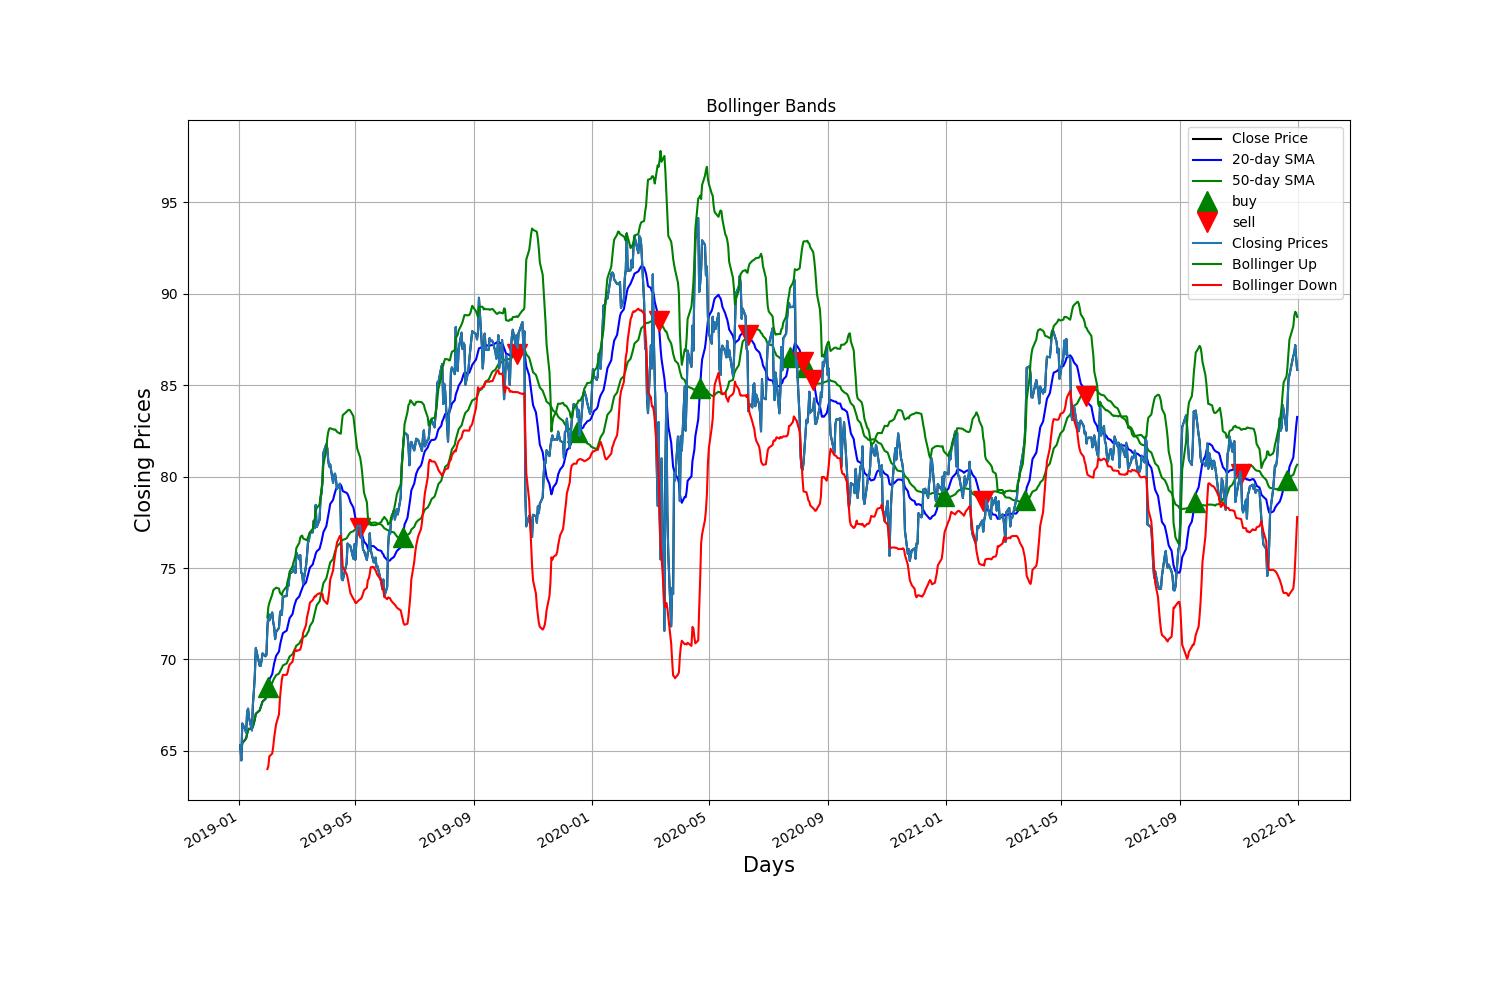 Bollinger Bands
Close Price
20-day SMA
50-day SMA
buy
sell
Closing Prices
Bollinger Up
Bollinger Down
Closing Prices
95
90
85
80
75
70
65
2019-01
2019-05
2019-09
2020-01
2020-05
2020-09
2021-01
2021-05
2021-09
2022-01
Days